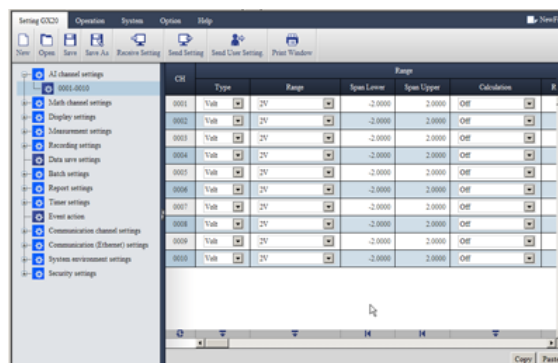 Setting GX20 Operation System Option Help
New Open Save Save As Receive Setting Send Setting Send User Setting Print Window
AI channel settings
0001-0010
Math channel settings
Display settings
Measurement settings
Recording settings
Data save settings
Batch settings
Report settings
Timer settings
Event action
Communication channel settings
Communication (Ethernet) settings
System environment settings
Security settings
CH Range
Type Range Span Lower Span Upper Calculation
0001 Volt 2V -2.0000 2.0000 Off
0002 Volt 2V -2.0000 2.0000 Off
0003 Volt 2V -2.0000 2.0000 Off
0004 Volt 2V -2.0000 2.0000 Off
0005 Volt 2V -2.0000 2.0000 Off
0006 Volt 2V -2.0000 2.0000 Off
0007 Volt 2V -2.0000 2.0000 Off
0008 Volt 2V -2.0000 2.0000 Off
0009 Volt 2V -2.0000 2.0000 Off
0010 Volt 2V -2.0000 2.0000 Off
Copy